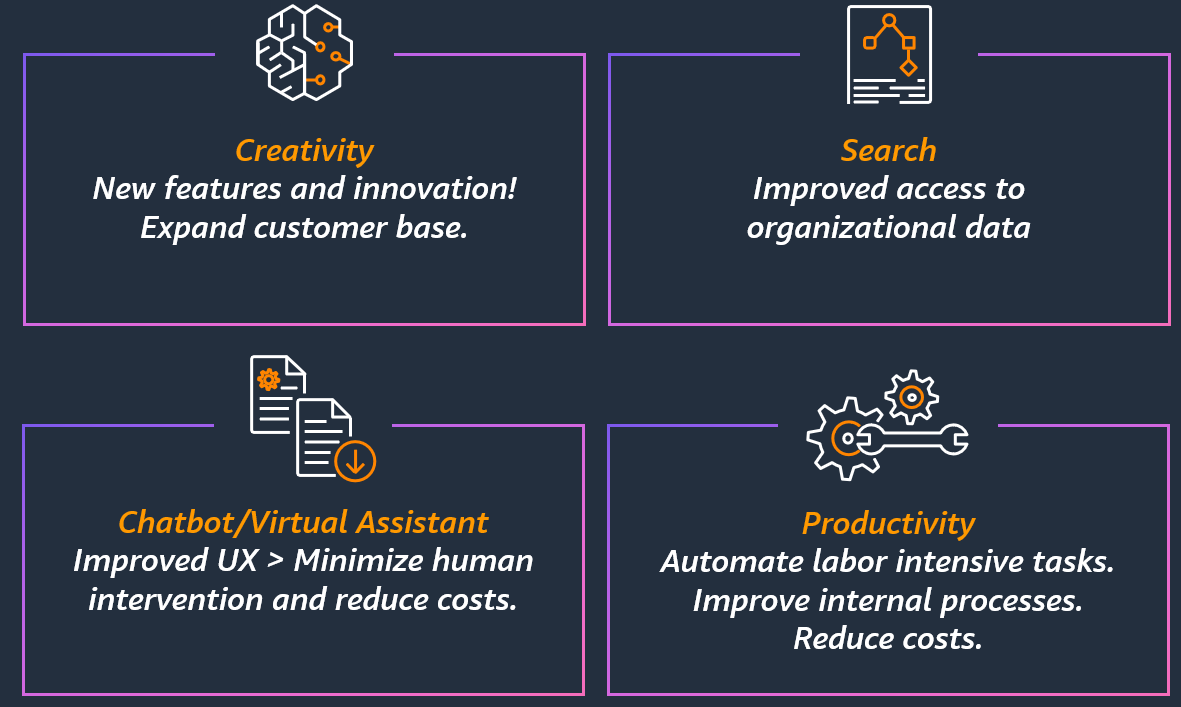 Creativity
New features and innovation!
Expand customer base.
Search
Improved access to
organizational data
Chatbot/Virtual Assistant
Improved UX > Minimize human
intervention and reduce costs.
Productivity
Automate labor intensive tasks.
Improve internal processes.
Reduce costs.